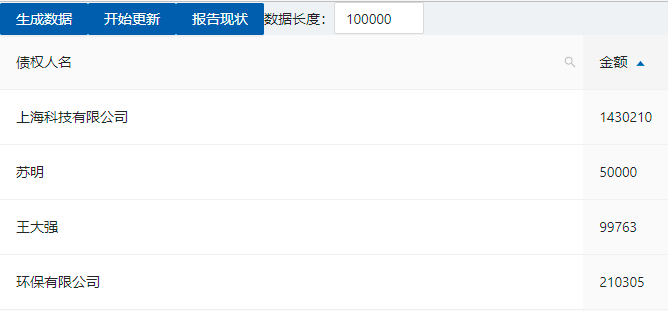 生成数据 开始更新 报告现状 数据长度： 100000
债权人名 金额
上海科技有限公司 1430210
苏明 50000
王大强 99763
环保有限公司 210305